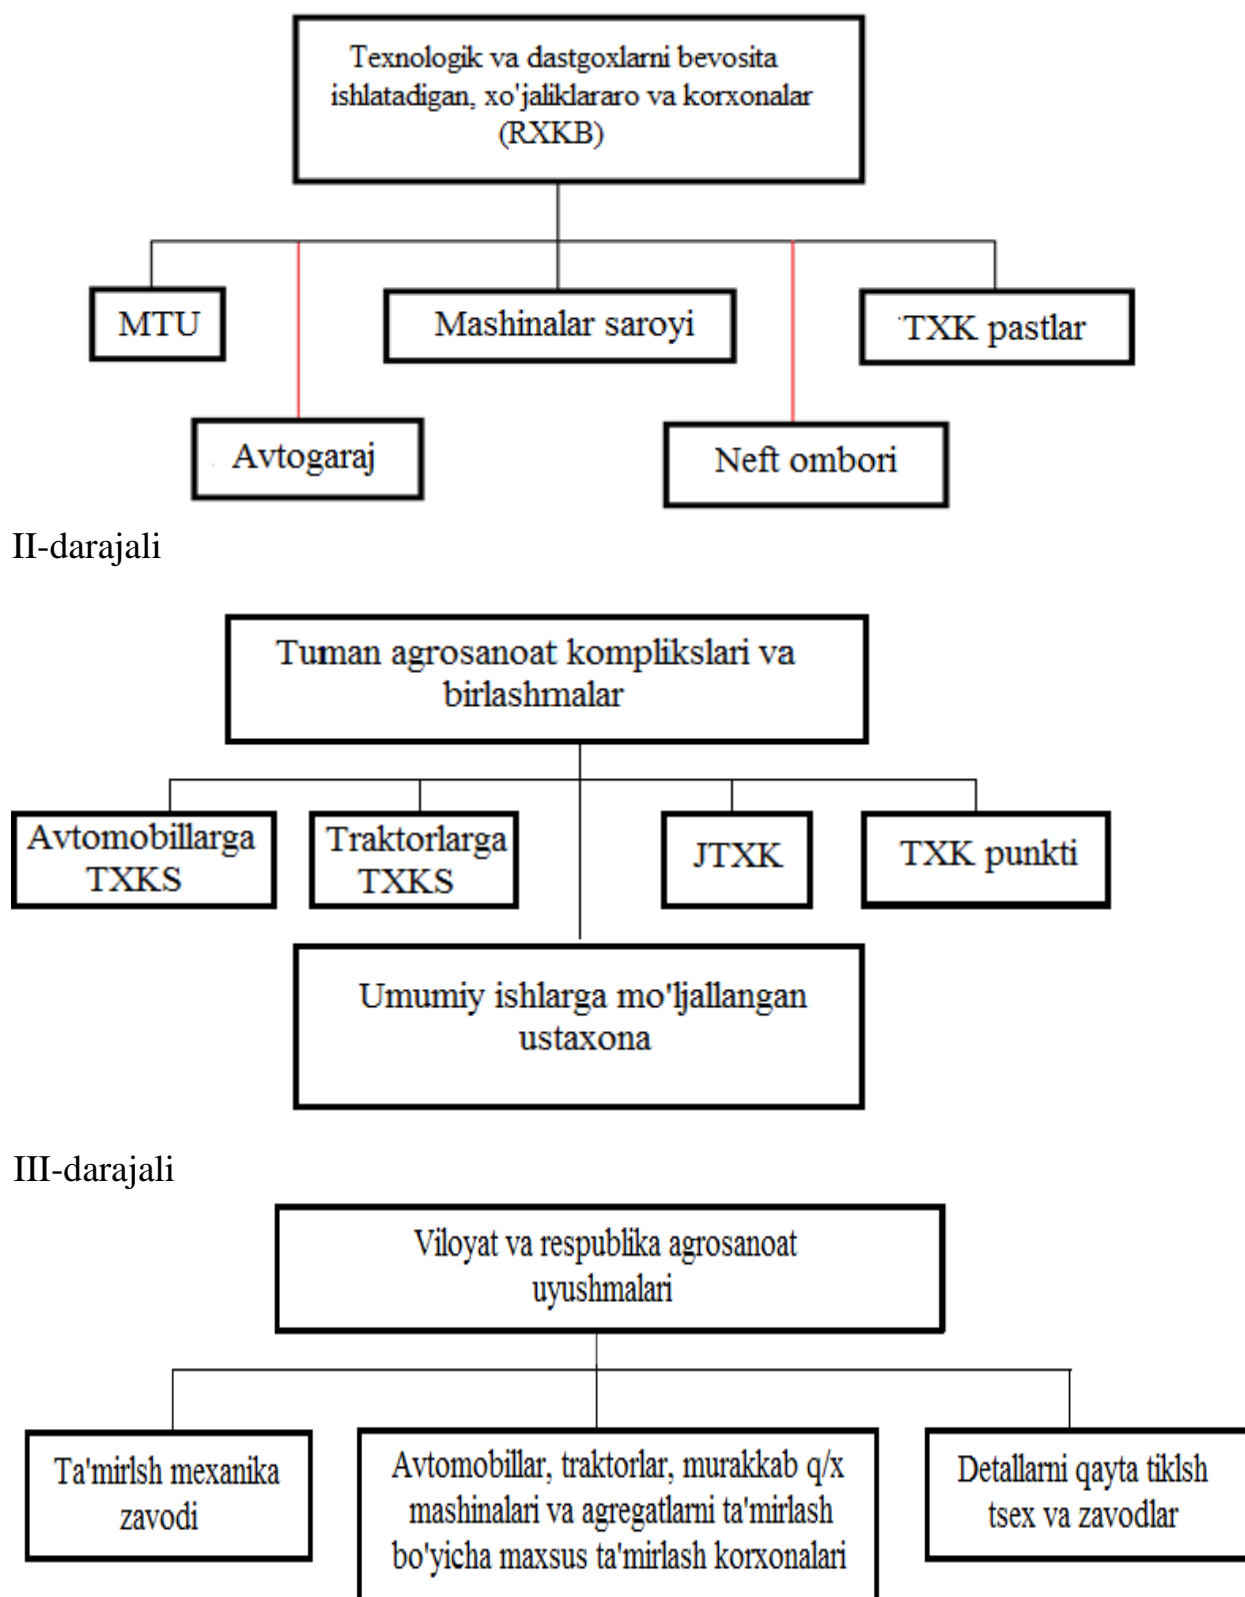 Texnologik va dastgoxlarni bevosita
ishlatadigan, xo'jaliklararo va korxonalar
(RXKB)
MTU
Mashinalar saroyi
TXK pastlar
Avtogaraj
Neft ombori
II-darajali
Tuman agrosanoat komplikslari va
birlashmalar
Avtomobillarga
TXKS
Traktorlarga
TXKS
JTXK
TXK punkti
Umumiy ishlarga mo'ljallangan
ustaxona
III-darajali
Viloyat va respublika agrosanoat
uyushmalari
Ta'mirlsh mexanika
zavodi
Avtomobillar, traktorlar, murakkab q/x
mashinalari va agregatlarni ta'mirlash
bo'yicha maxsus ta'mirlash korxonalari
Detallarni qayta tiklsh
tsex va zavodlar